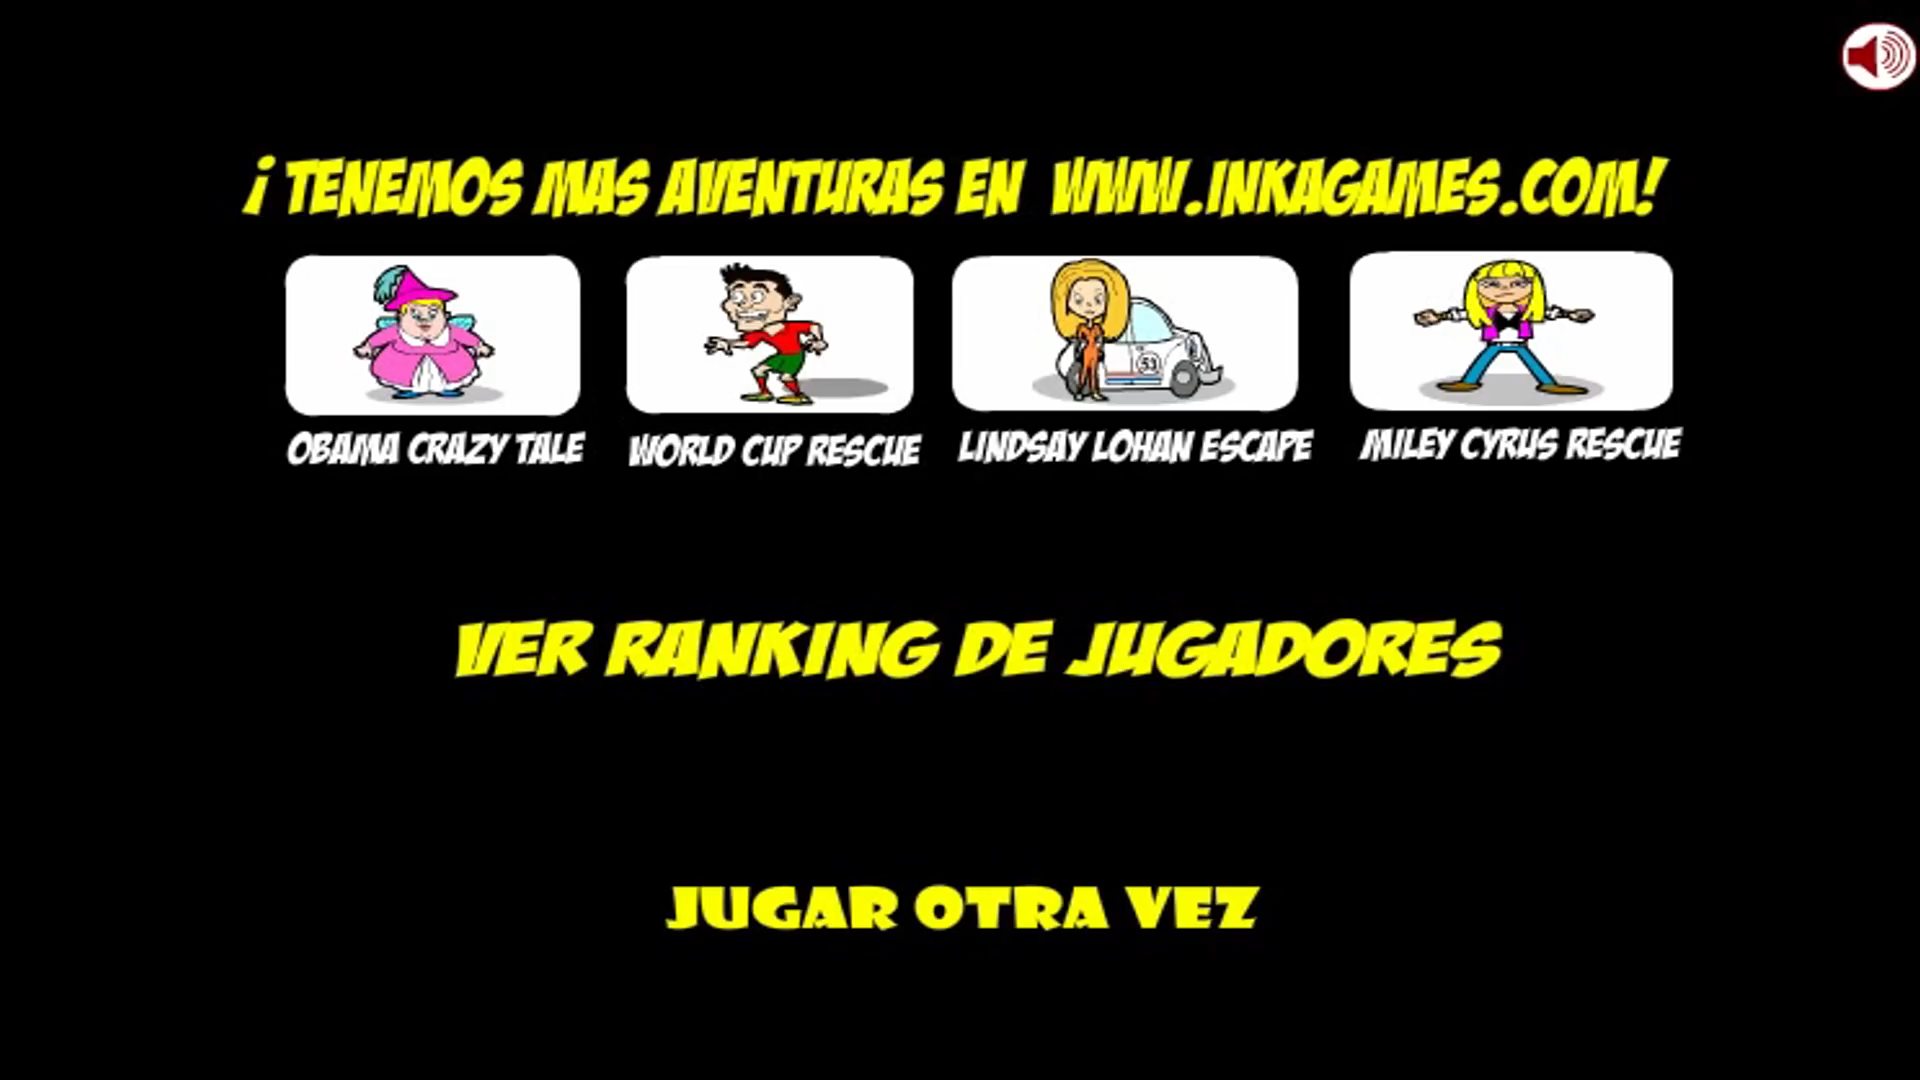 ¡ TENEMOS MAS AVENTURAS EN WWW.INKAGAMES.COM!
53
OBAMA CRAZY TALE WORLD CUP RESCUE LINDSAY LOHAN ESCAPE MILEY CYRUS RESCUE
VER RANKING DE JUGADORES
JUGAR OTRA VEZ